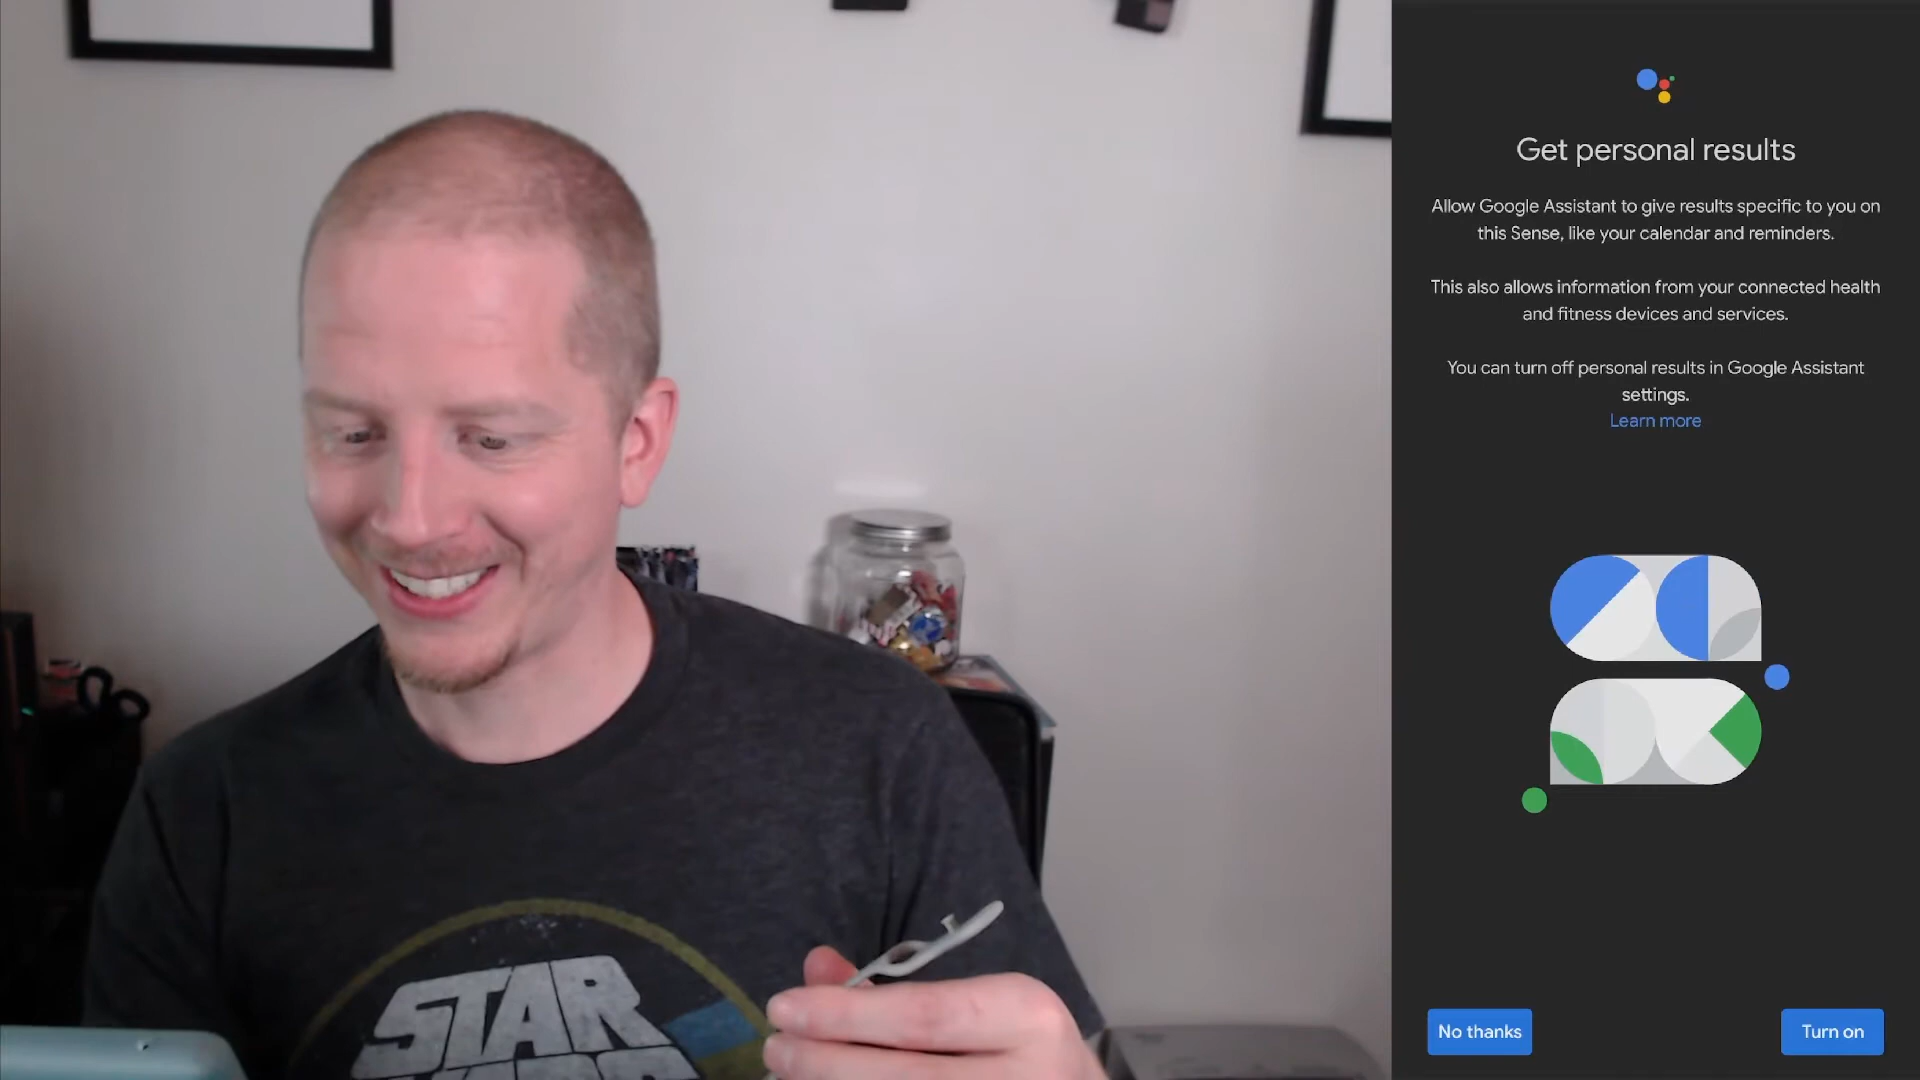 Get personal results
Allow Google Assistant to give results specific to you on
this Sense, like your calendar and reminders.
This also allows information from your connected health
and fitness devices and services.
You can turn off personal results in Google Assistant
settings.
Learn more
No thanks
Turn on
STAR
WARS